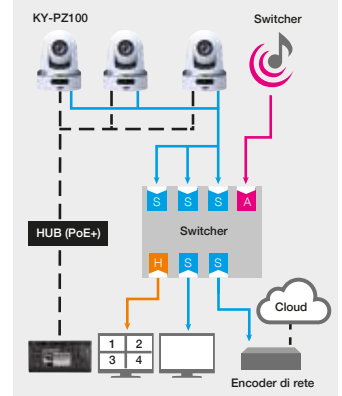 KY-PZ100
Switcher
S S S A
Switcher
HUB (PoE+)
H S S
Cloud
1 2
3 4
Encoder di rete